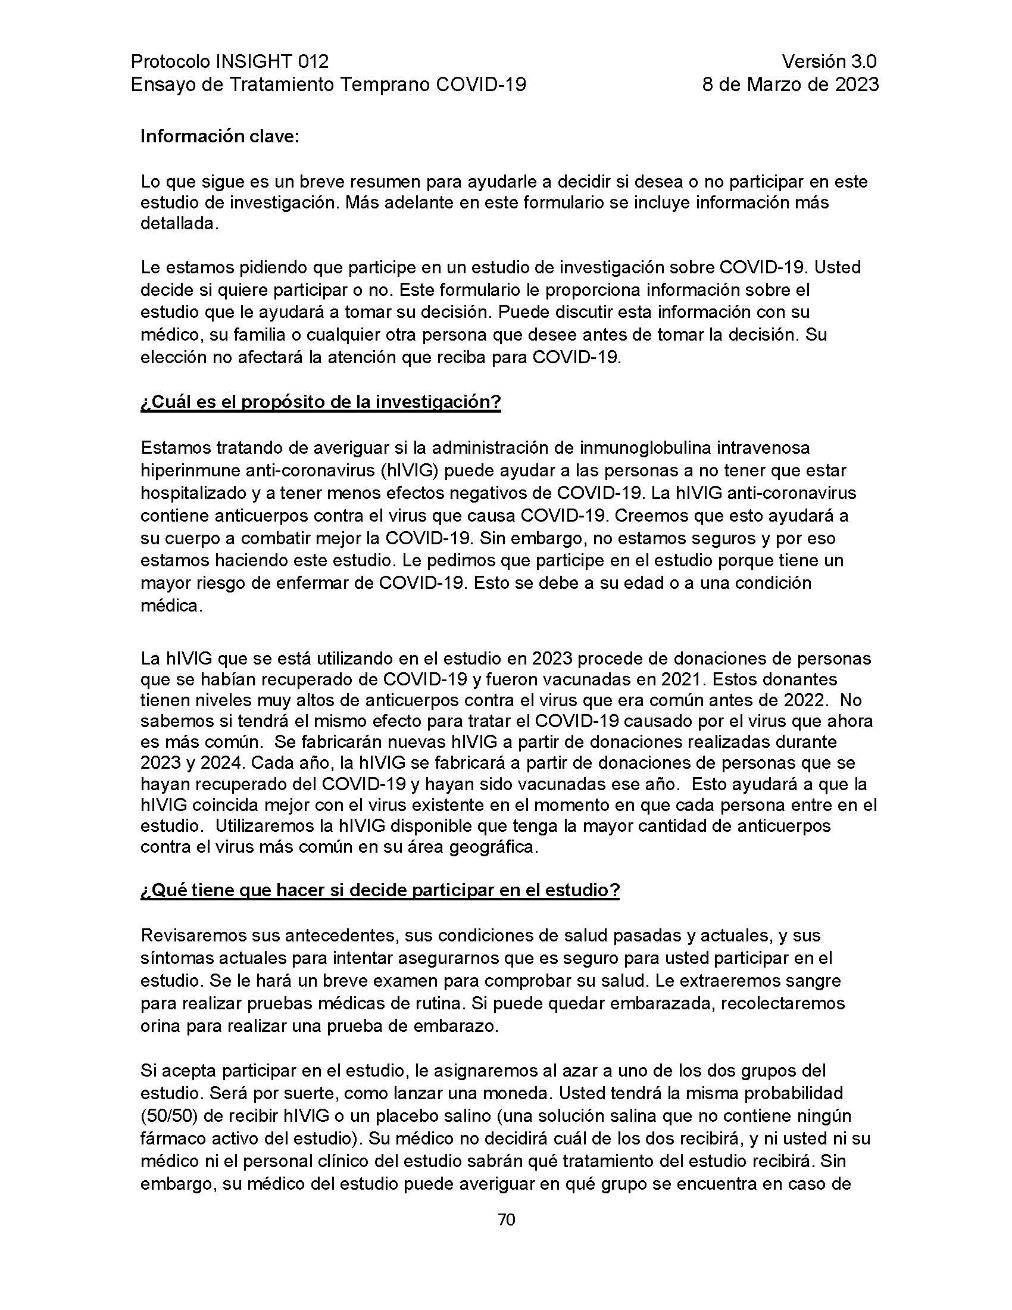 Protocolo INSIGHT 012 Versión 3.0
Ensayo de Tratamiento Temprano COVID-19 8 de Marzo de 2023
Información clave:
Lo que sigue es un breve resumen para ayudarle a decidir si desea o no participar en este
estudio de investigación. Más adelante en este formulario se incluye información más
detallada.
Le estamos pidiendo que participe en un estudio de investigación sobre COVID-19. Usted
decide si quiere participar o no. Este formulario le proporciona información sobre el
estudio que le ayudará a tomar su decisión. Puede discutir esta información con su
médico, su familia o cualquier otra persona que desee antes de tomar la decisión. Su
elección no afectará la atención que reciba para COVID-19.
¿Cuál es el propósito de la investigación?
Estamos tratando de averiguar si la administración de inmunoglobulina intravenosa
hiperinmune anti-coronavirus (hIVIG) puede ayudar a las personas a no tener que estar
hospitalizado y a tener menos efectos negativos de COVID-19. La hIVIG anti-coronavirus
contiene anticuerpos contra el virus que causa COVID-19. Creemos que esto ayudará a
su cuerpo a combatir mejor la COVID-19. Sin embargo, no estamos seguros y por eso
estamos haciendo este estudio. Le pedimos que participe en el estudio porque tiene un
mayor riesgo de enfermar de COVID-19. Esto se debe a su edad o a una condición
médica.
La hIVIG que se está utilizando en el estudio en 2023 procede de donaciones de personas
que se habían recuperado de COVID-19 y fueron vacunadas en 2021. Estos donantes
tienen niveles muy altos de anticuerpos contra el virus que era común antes de 2022.  No
sabemos si tendrá el mismo efecto para tratar el COVID-19 causado por el virus que ahora
es más común.  Se fabricarán nuevas hIVIG a partir de donaciones realizadas durante
2023 y 2024. Cada año, la hIVIG se fabricará a partir de donaciones de personas que se
hayan recuperado del COVID-19 y hayan sido vacunadas ese año.  Esto ayudará a que la
hIVIG coincida mejor con el virus existente en el momento en que cada persona entre en el
estudio.  Utilizaremos la hIVIG disponible que tenga la mayor cantidad de anticuerpos
contra el virus más común en su área geográfica.
¿Qué tiene que hacer si decide participar en el estudio?
Revisaremos sus antecedentes, sus condiciones de salud pasadas y actuales, y sus
síntomas actuales para intentar asegurarnos que es seguro para usted participar en el
estudio. Se le hará un breve examen para comprobar su salud. Le extraeremos sangre
para realizar pruebas médicas de rutina. Si puede quedar embarazada, recolectaremos
orina para realizar una prueba de embarazo.
Si acepta participar en el estudio, le asignaremos al azar a uno de los dos grupos del
estudio. Será por suerte, como lanzar una moneda. Usted tendrá la misma probabilidad
(50/50) de recibir hIVIG o un placebo salino (una solución salina que no contiene ningún
fármaco activo del estudio). Su médico no decidirá cuál de los dos recibirá, y ni usted ni su
médico ni el personal clínico del estudio sabrán qué tratamiento del estudio recibirá. Sin
embargo, su médico del estudio puede averiguar en qué grupo se encuentra en caso de
70